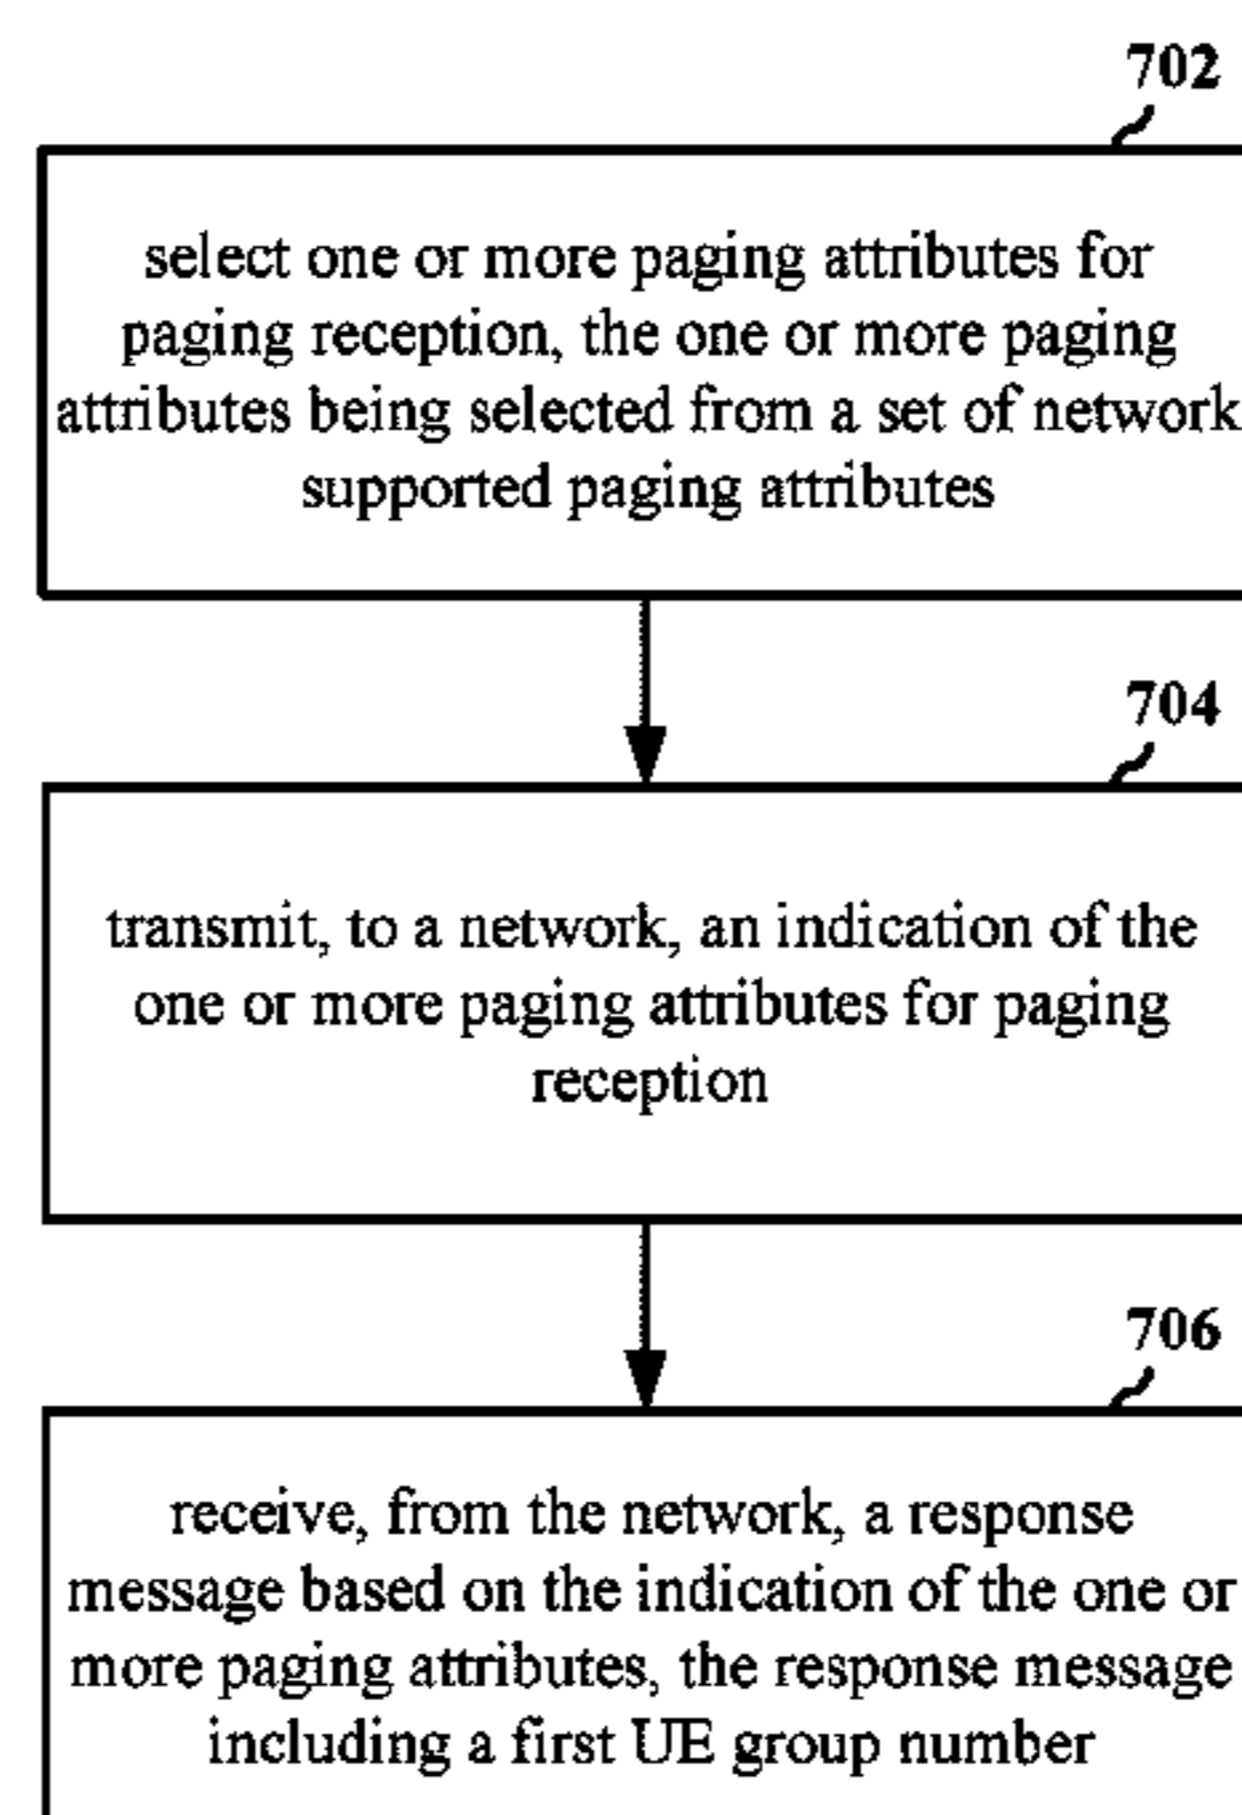 702
select one or more paging attributes for
paging reception, the one or more paging
attributes being selected from a set of network
supported paging attributes
704
transmit, to a network, an indication of the
one or more paging attributes for paging
reception
706
receive, from the network, a response
message based on the indication of the one or
more paging attributes, the response message
including a first UE group number